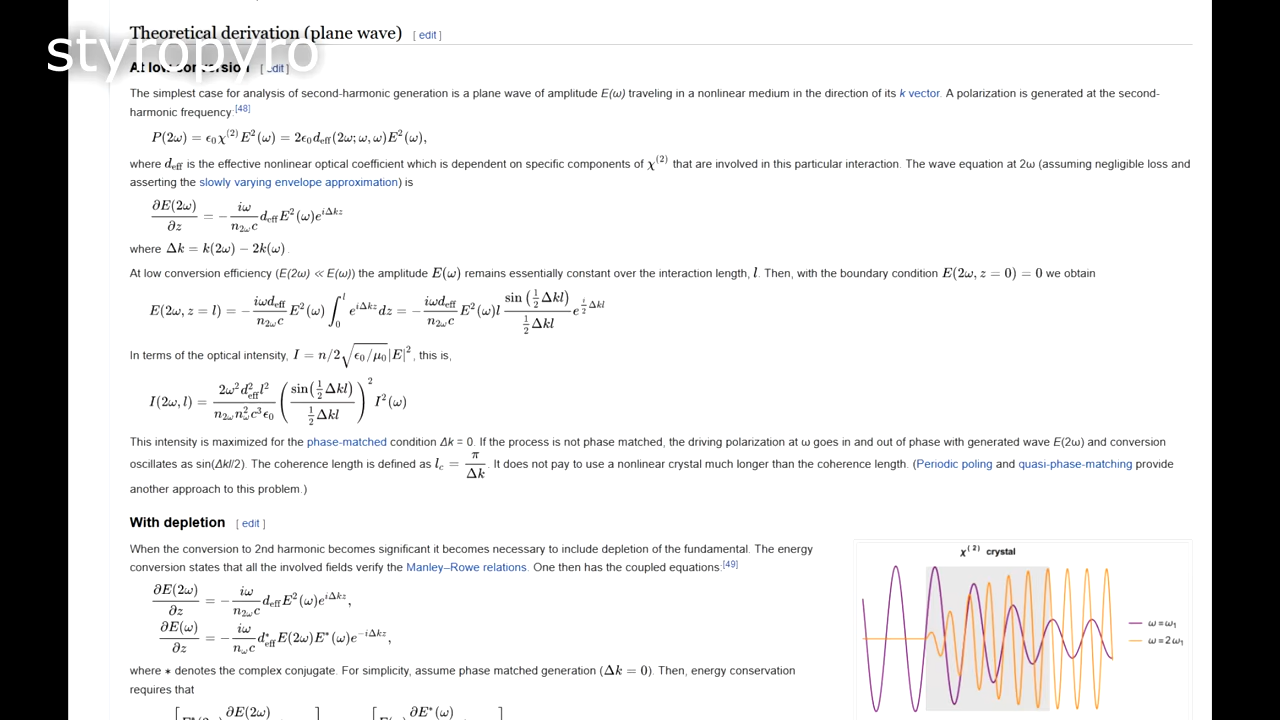 Theoretical derivation (plane wave) [ edit ]
styropyro
At low conversion [ edit ]
The simplest case for analysis of second-harmonic generation is a plane wave of amplitude E(ω) traveling in a nonlinear medium in the direction of its k vector. A polarization is generated at the second-
harmonic frequency:[48]
P(2ω) = ϵ₀χ⁽²⁾E²(ω) = 2ϵ₀d_eff(2ω; ω, ω)E²(ω),
where d_eff is the effective nonlinear optical coefficient which is dependent on specific components of χ⁽²⁾ that are involved in this particular interaction. The wave equation at 2ω (assuming negligible loss and
asserting the slowly varying envelope approximation) is
∂E(2ω)/∂z = −(iω/(n_2ω c)) d_eff E²(ω)e^{iΔkz}
where Δk = k(2ω) − 2k(ω).
At low conversion efficiency (E(2ω) ≪ E(ω)) the amplitude E(ω) remains essentially constant over the interaction length, l. Then, with the boundary condition E(2ω, z = 0) = 0 we obtain
E(2ω, z = l) = −(iωd_eff/(n_2ω c)) E²(ω) ∫₀^l e^{iΔkz}dz = −(iωd_eff/(n_2ω c)) E²(ω)l (sin(½Δkl)/(½Δkl)) e^{(i/2)Δkl}
In terms of the optical intensity, I = n/2√(ϵ₀/μ₀)|E|², this is,
I(2ω, l) = (2ω²d²_eff l²/(n_2ω n²_ω c³ϵ₀)) (sin(½Δkl)/(½Δkl))² I²(ω)
This intensity is maximized for the phase-matched condition Δk = 0. If the process is not phase matched, the driving polarization at ω goes in and out of phase with generated wave E(2ω) and conversion
oscillates as sin(Δkl/2). The coherence length is defined as l_c = π/Δk. It does not pay to use a nonlinear crystal much longer than the coherence length. (Periodic poling and quasi-phase-matching provide
another approach to this problem.)
With depletion [ edit ]
When the conversion to 2nd harmonic becomes significant it becomes necessary to include depletion of the fundamental. The energy
conversion states that all the involved fields verify the Manley–Rowe relations. One then has the coupled equations:[49]
∂E(2ω)/∂z = −(iω/(n_2ω c)) d_eff E²(ω)e^{iΔkz},
∂E(ω)/∂z = −(iω/(n_ω c)) d*_eff E(2ω)E*(ω)e^{−iΔkz},
where ∗ denotes the complex conjugate. For simplicity, assume phase matched generation (Δk = 0). Then, energy conservation
requires that
∂E(2ω) ∂E*(ω)
χ⁽²⁾ crystal
ω=ω₁
ω=2ω₁